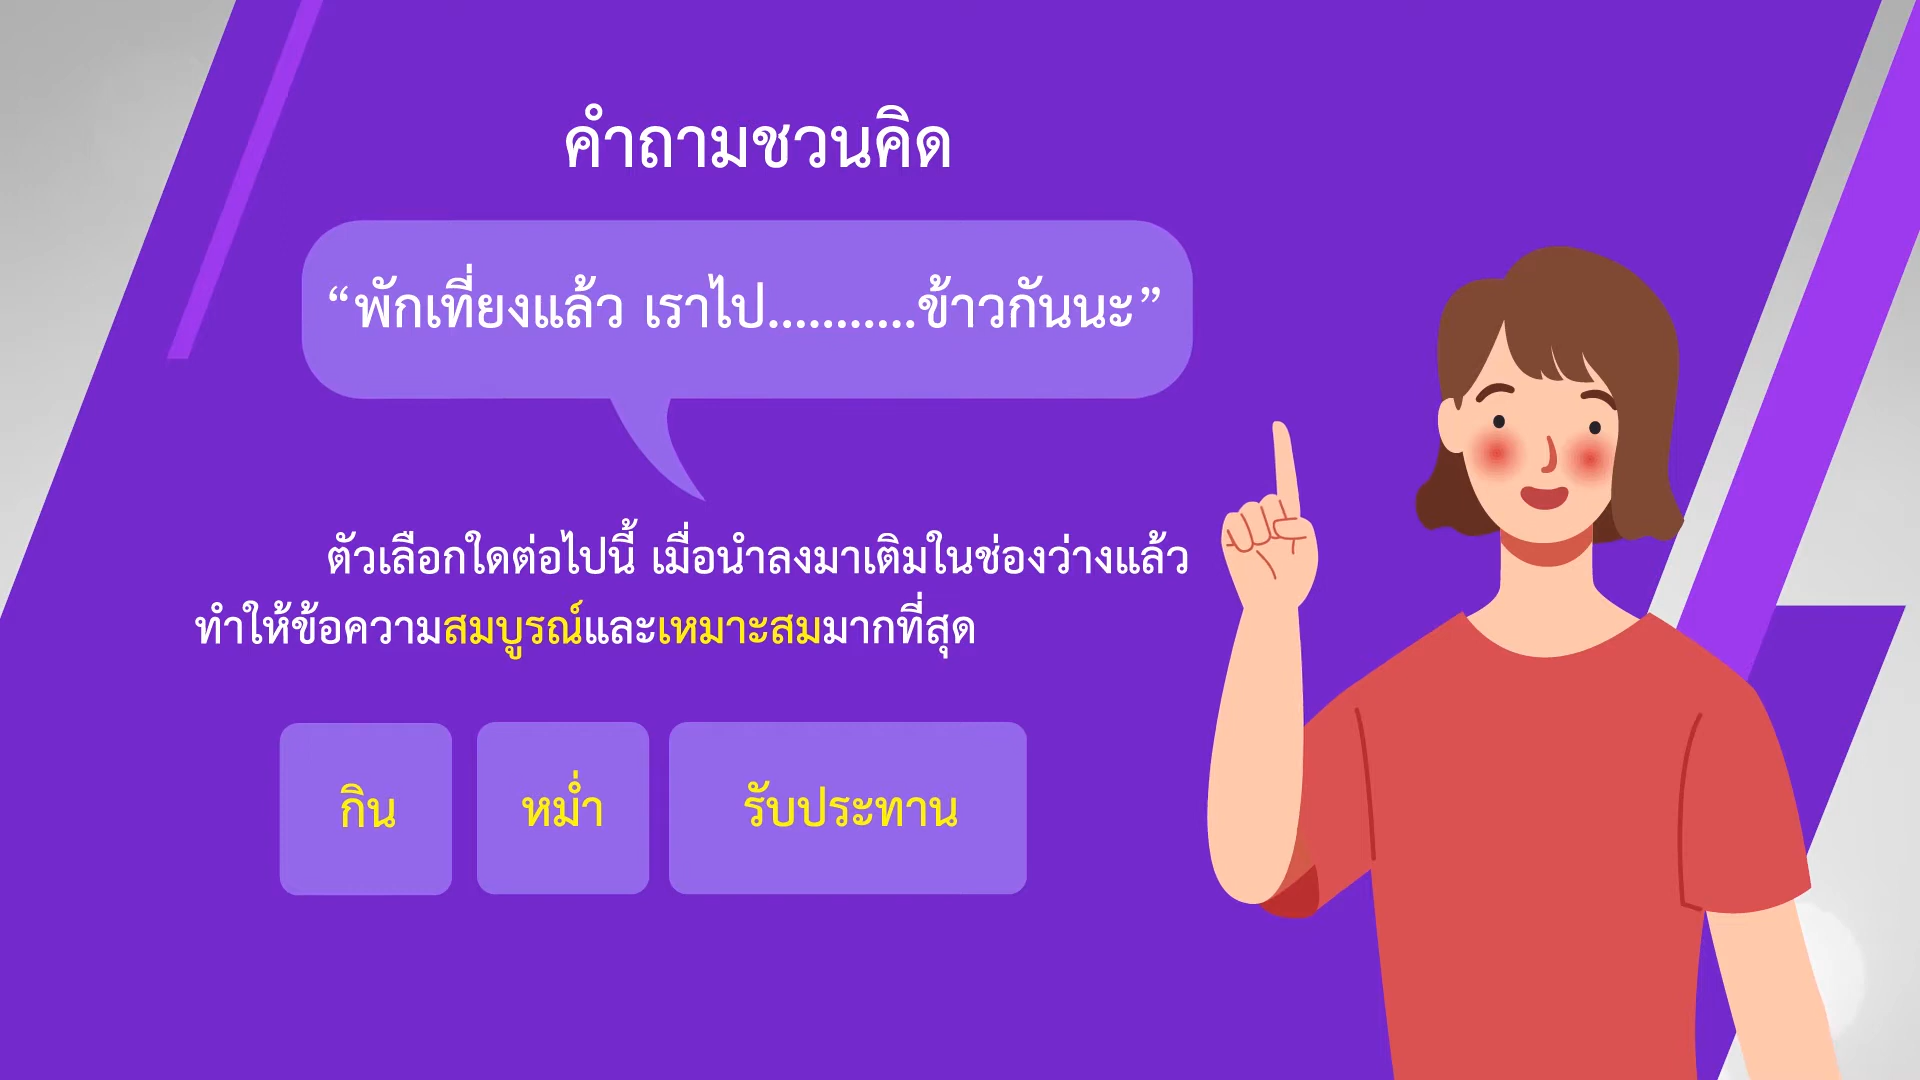 คำถามชวนคิด
“พักเที่ยงแล้ว เราไป...........ข้าวกันนะ”
ตัวเลือกใดต่อไปนี้ เมื่อนำลงมาเติมในช่องว่างแล้ว
ทำให้ข้อความสมบูรณ์และเหมาะสมมากที่สุด
กิน
หม่ำ
รับประทาน